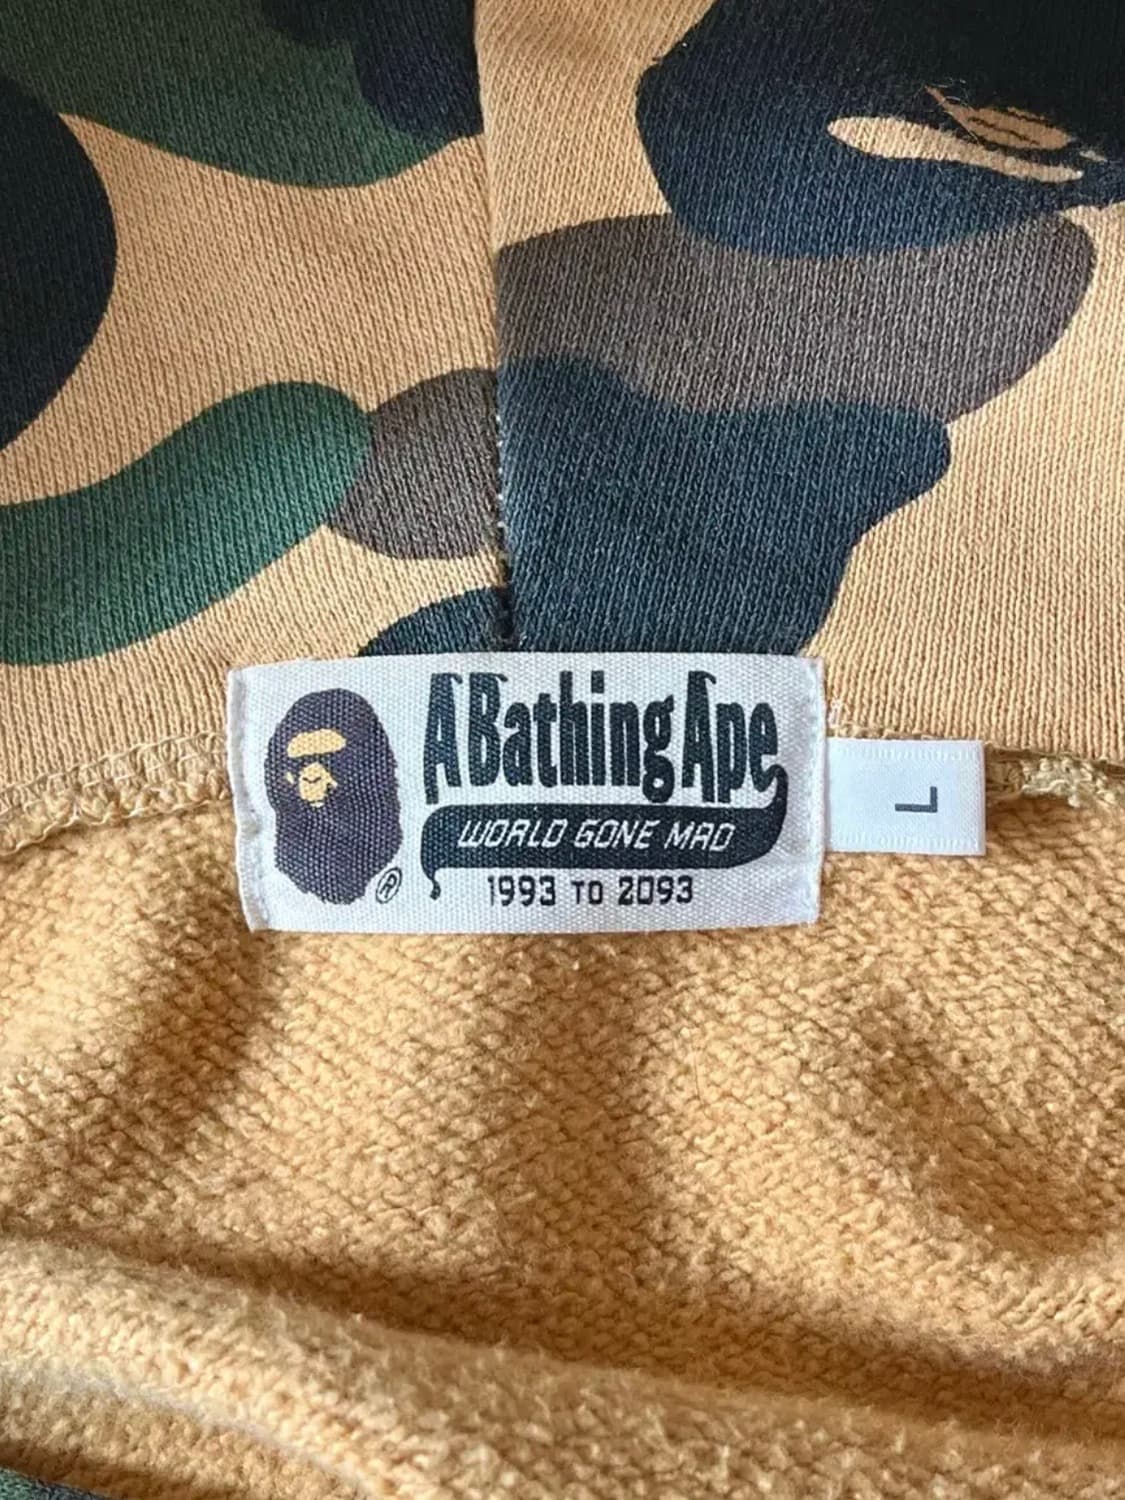 A Bathing Ape
WORLD GONE MAD
®
1993 TO 2093
L